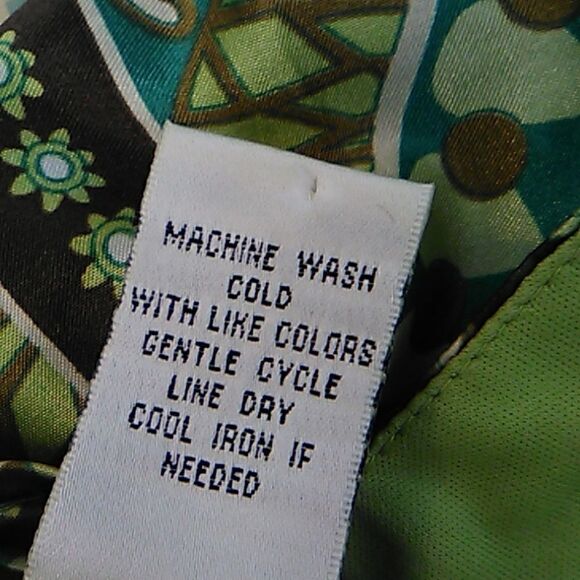 MACHINE WASH
COLD
WITH LIKE COLORS
GENTLE CYCLE
LINE DRY
COOL IRON IF
NEEDED